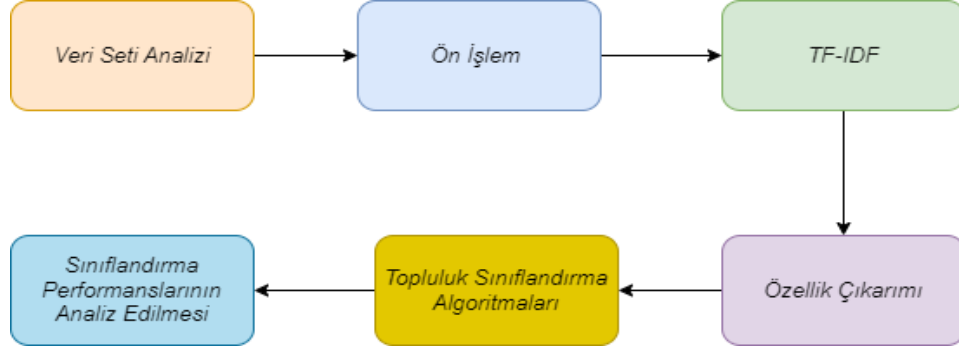 Veri Seti Analizi
Ön İşlem
TF-IDF
Özellik Çıkarımı
Topluluk Sınıflandırma
Algoritmaları
Sınıflandırma
Performanslarının
Analiz Edilmesi